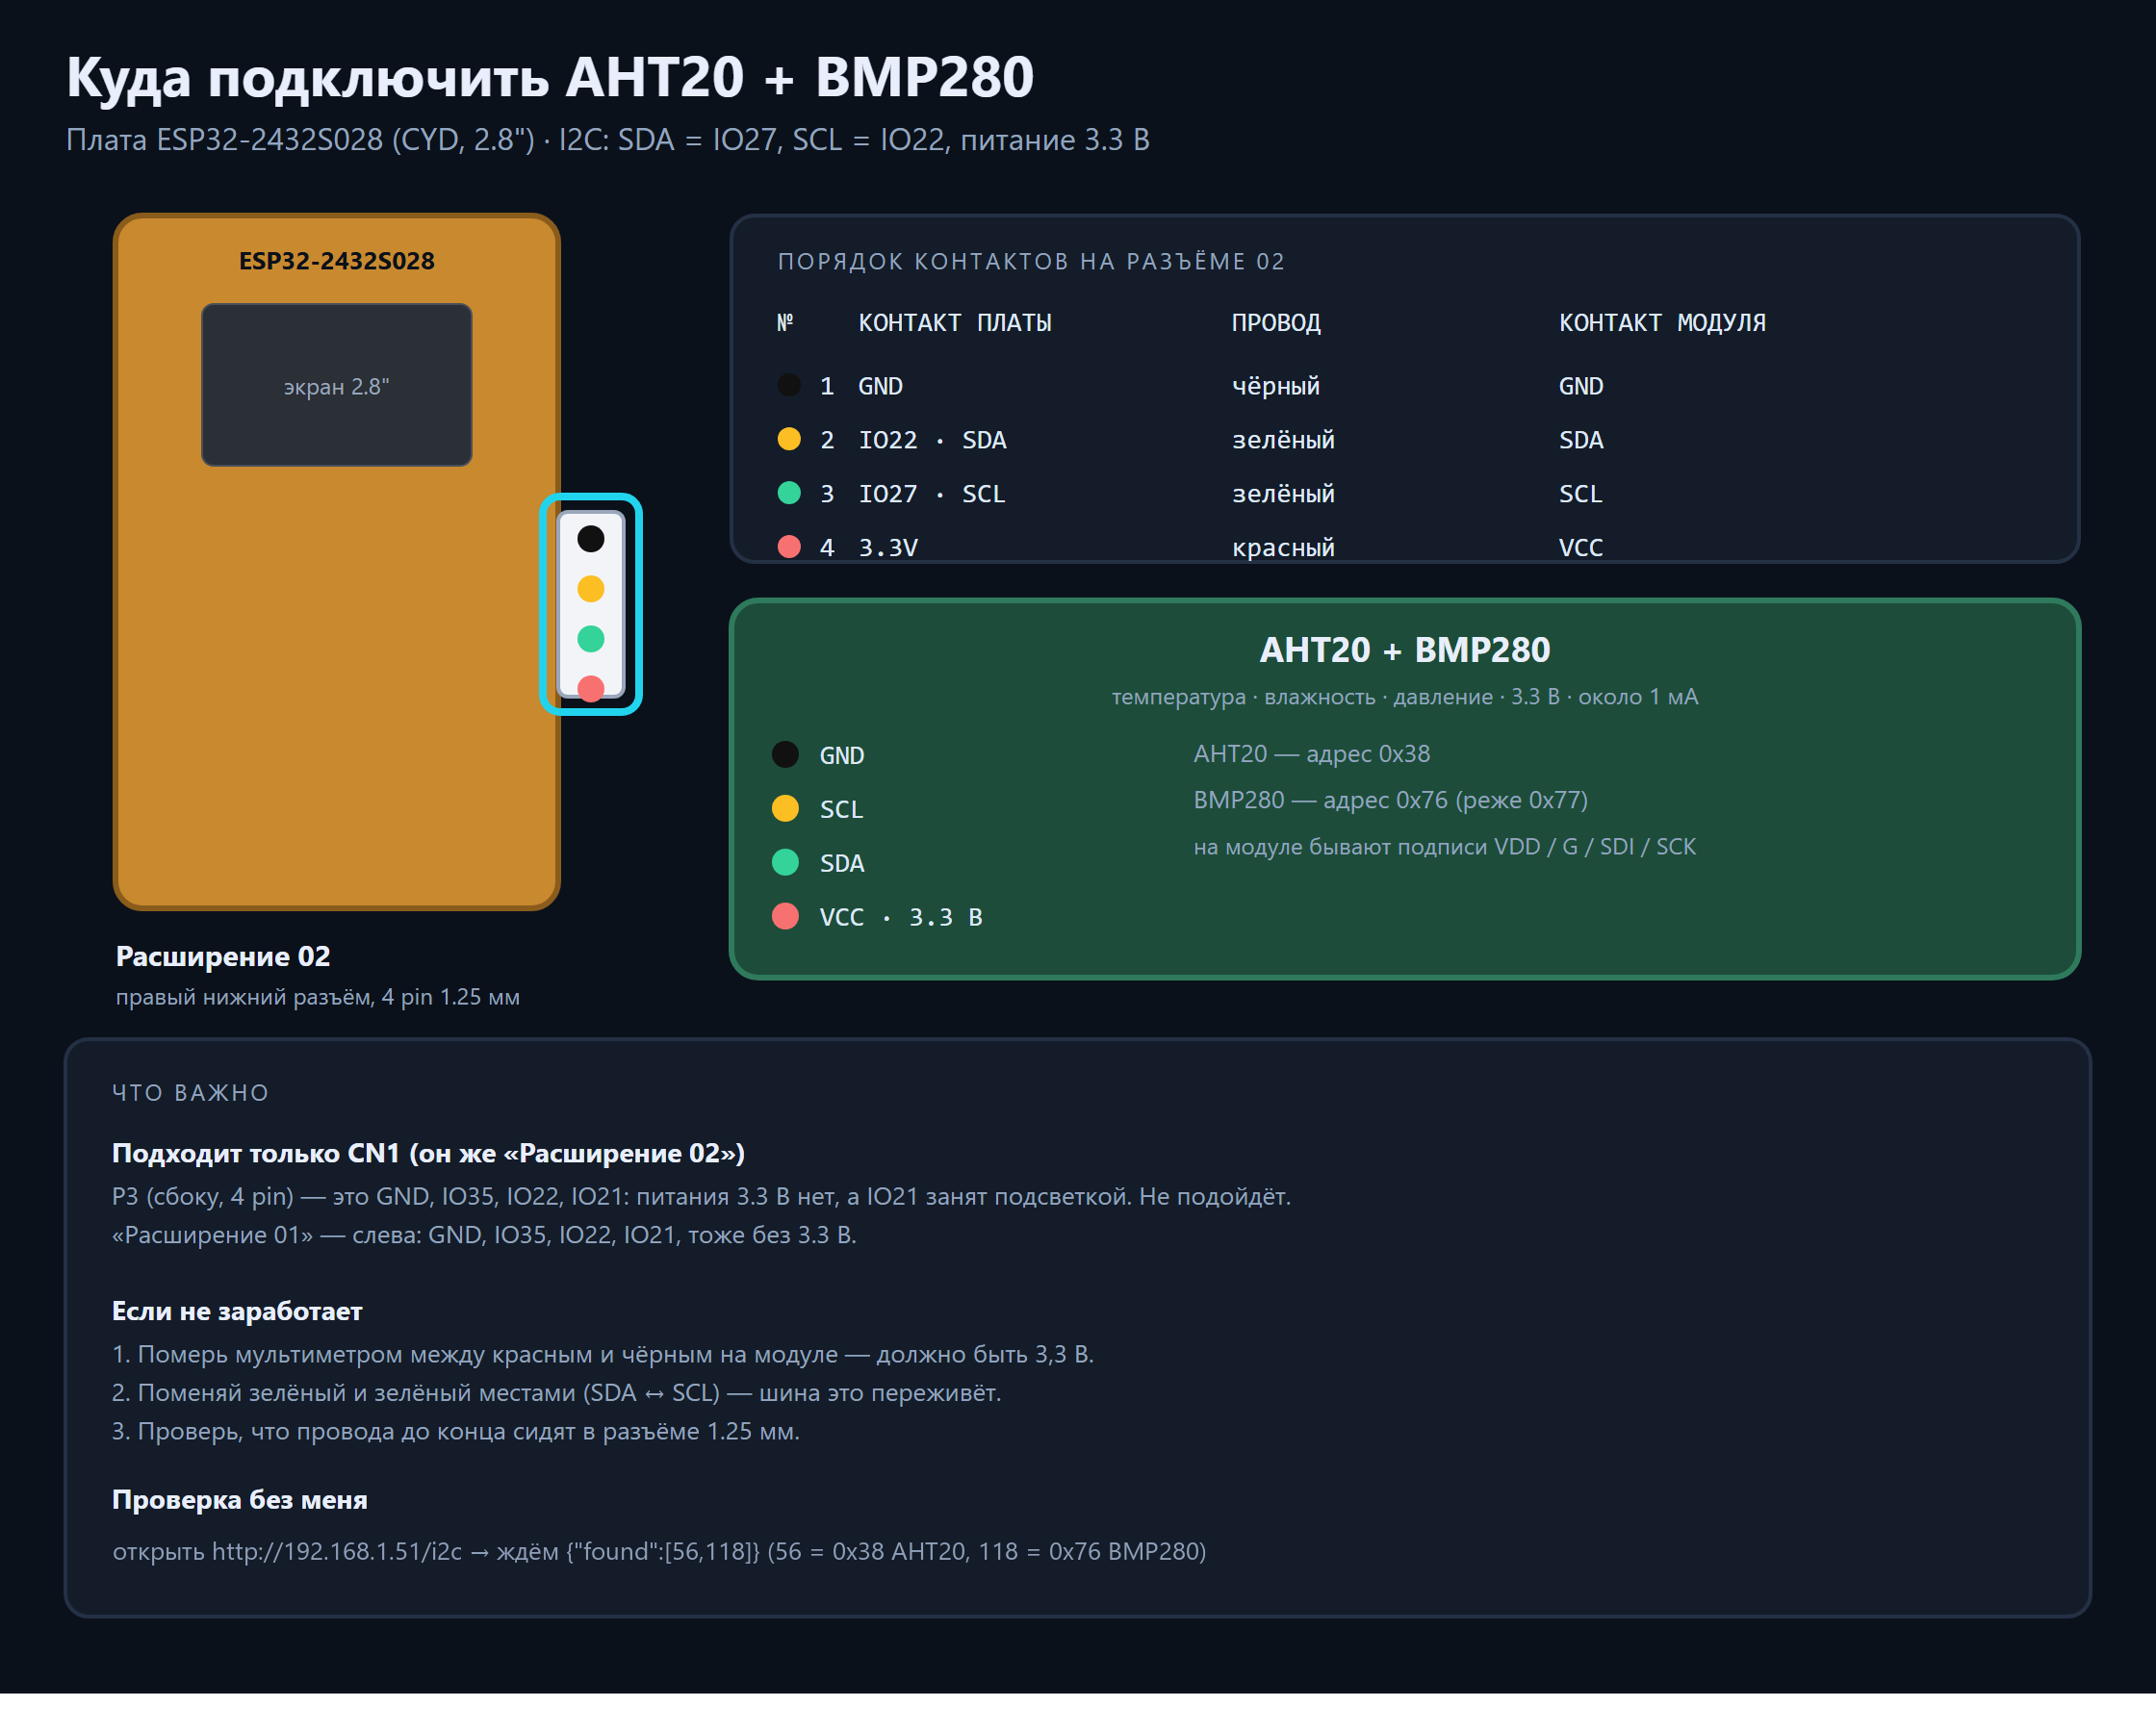 Куда подключить AHT20 + BMP280
Плата ESP32-2432S028 (CYD, 2.8") · I2C: SDA = IO27, SCL = IO22, питание 3.3 В
ESP32-2432S028
экран 2.8"
Расширение 02
правый нижний разъём, 4 pin 1.25 мм
ПОРЯДОК КОНТАКТОВ НА РАЗЪЁМЕ 02
№ КОНТАКТ ПЛАТЫ ПРОВОД КОНТАКТ МОДУЛЯ
1 GND чёрный GND
2 IO22 · SDA зелёный SDA
3 IO27 · SCL зелёный SCL
4 3.3V красный VCC
AHT20 + BMP280
температура · влажность · давление · 3.3 В · около 1 мА
GND
SCL
SDA
VCC · 3.3 В
AHT20 — адрес 0x38
BMP280 — адрес 0x76 (реже 0x77)
на модуле бывают подписи VDD / G / SDI / SCK
ЧТО ВАЖНО
Подходит только CN1 (он же «Расширение 02»)
P3 (сбоку, 4 pin) — это GND, IO35, IO22, IO21: питания 3.3 В нет, а IO21 занят подсветкой. Не подойдёт.
«Расширение 01» — слева: GND, IO35, IO22, IO21, тоже без 3.3 В.
Если не заработает
1. Померь мультиметром между красным и чёрным на модуле — должно быть 3,3 В.
2. Поменяй зелёный и зелёный местами (SDA ↔ SCL) — шина это переживёт.
3. Проверь, что провода до конца сидят в разъёме 1.25 мм.
Проверка без меня
открыть http://192.168.1.51/i2c → ждём {"found":[56,118]} (56 = 0x38 AHT20, 118 = 0x76 BMP280)